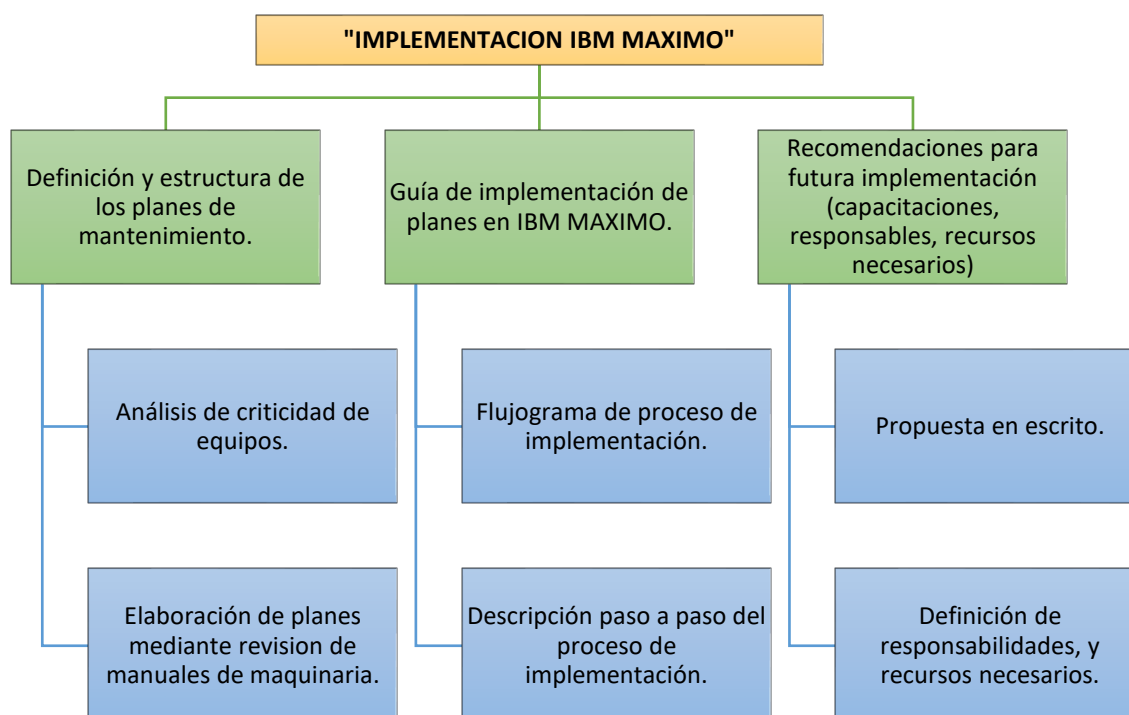 "IMPLEMENTACION IBM MAXIMO"
Definición y estructura de
los planes de
mantenimiento.
Guía de implementación de
planes en IBM MAXIMO.
Recomendaciones para
futura implementación
(capacitaciones,
responsables, recursos
necesarios)
Análisis de criticidad de
equipos.
Flujograma de proceso de
implementación.
Propuesta en escrito.
Elaboración de planes
mediante revision de
manuales de maquinaria.
Descripción paso a paso del
proceso de
implementación.
Definición de
responsabilidades, y
recursos necesarios.